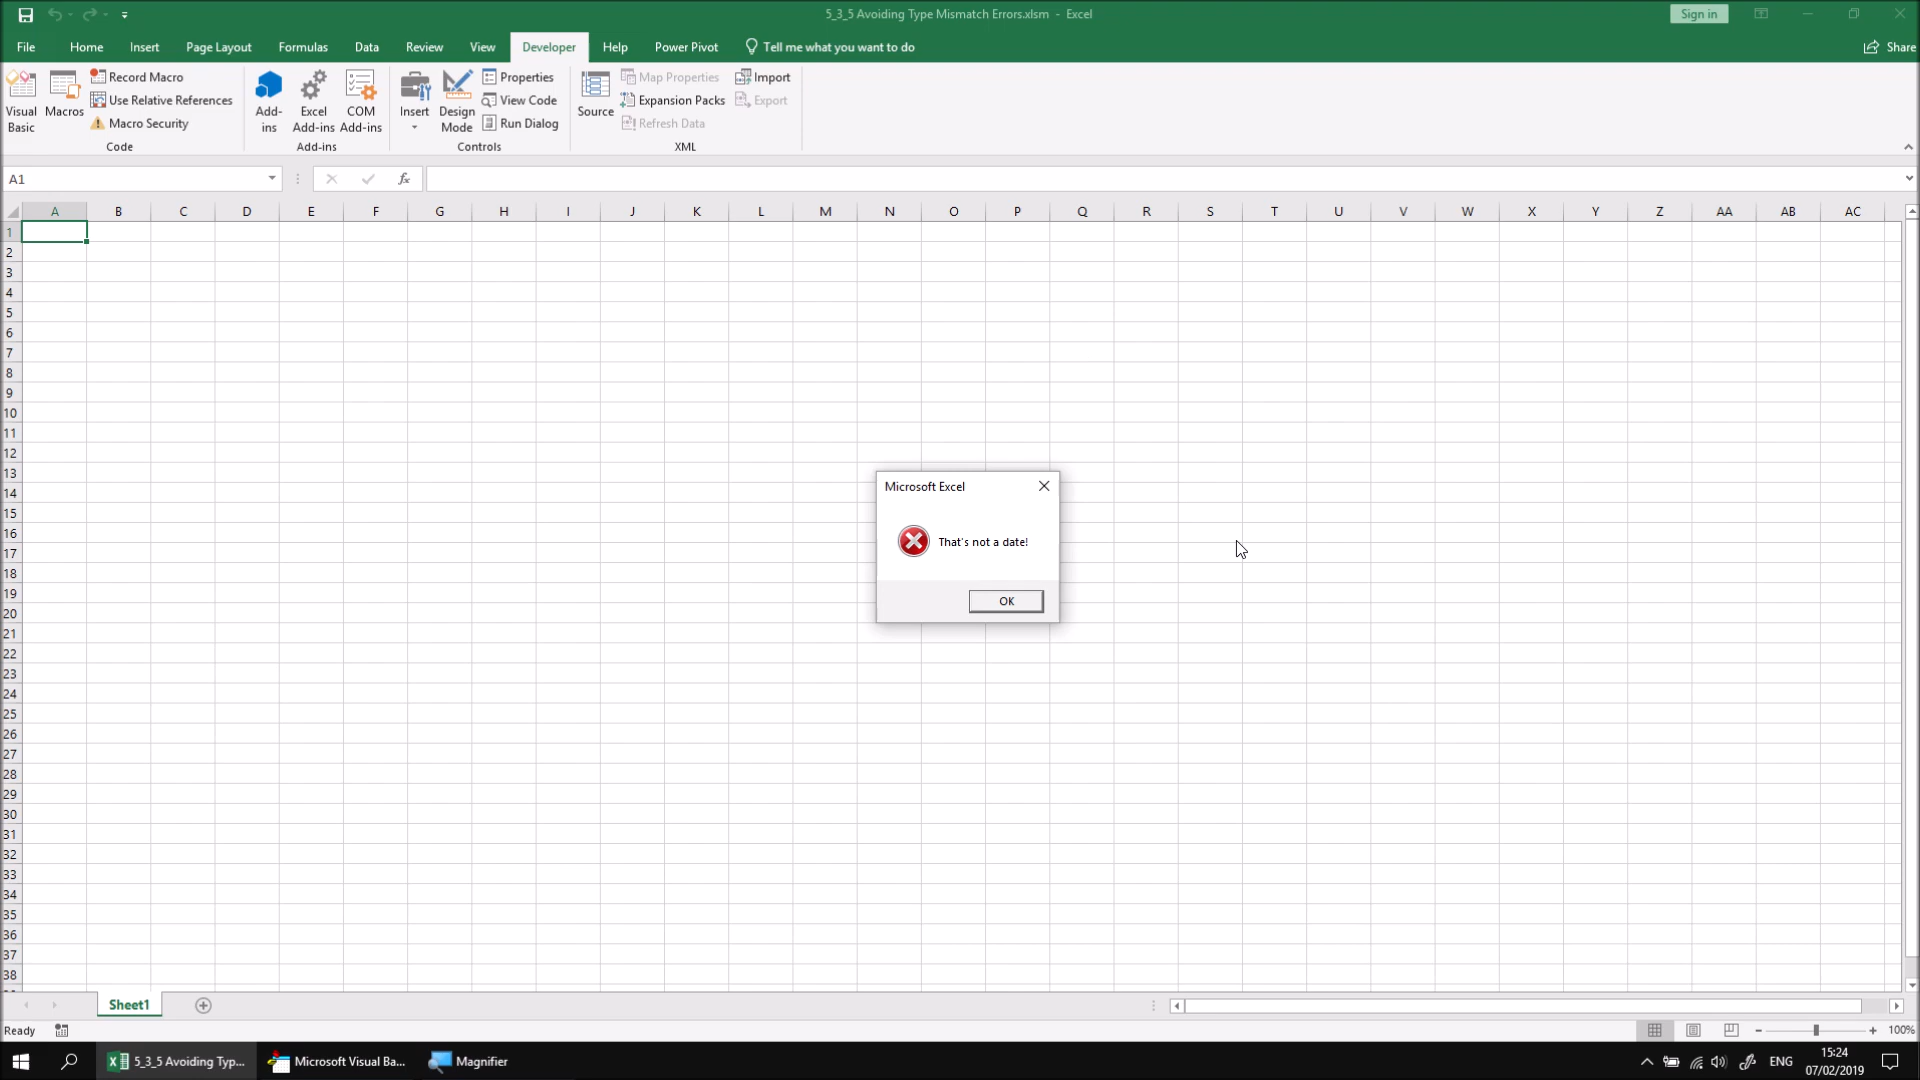 5_3_5 Avoiding Type Mismatch Errors.xlsm - Excel
Sign in
File Home Insert Page Layout Formulas Data Review View Developer Help Power Pivot Tell me what you want to do Share
Visual Basic
Macros
Record Macro
Use Relative References
Macro Security
Code
Add-ins
Excel Add-ins
COM Add-ins
Add-ins
Insert
Design Mode
Properties
View Code
Run Dialog
Controls
Source
Map Properties
Expansion Packs
Refresh Data
Import
Export
XML
A1
fx
A B C D E F G H I J K L M N O P Q R S T U V W X Y Z AA AB AC
1
2
3
4
5
6
7
8
9
10
11
12
13
14
15
16
17
18
19
20
21
22
23
24
25
26
27
28
29
30
31
32
33
34
35
36
37
38
Microsoft Excel
That's not a date!
OK
Sheet1
Ready
100%
5_3_5 Avoiding Typ...
Microsoft Visual Ba...
Magnifier
ENG
15:24
07/02/2019